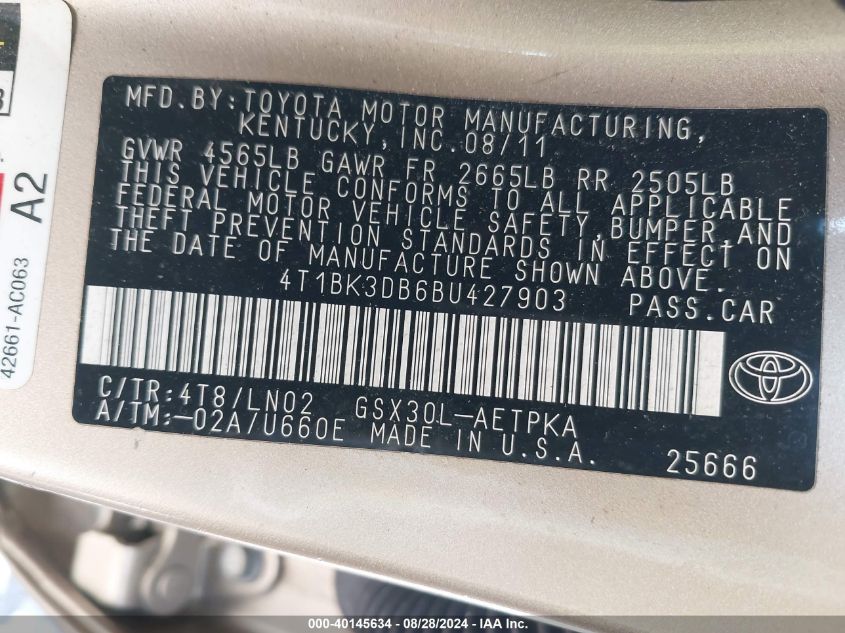 A2
42661-AC063
MFD.BY:TOYOTA MOTOR MANUFACTURING,
KENTUCKY,INC.08/11
GVWR 4565LB GAWR FR 2665LB RR 2505LB
THIS VEHICLE CONFORMS TO ALL APPLICABLE
FEDERAL MOTOR VEHICLE SAFETY,BUMPER,AND
THEFT PREVENTION STANDARDS IN EFFECT ON
THE DATE OF MANUFACTURE SHOWN ABOVE.
4T1BK3DB6BU427903 PASS.CAR
C/TR:4T8/LN02 GSX30L-AETPKA
A/TM:-02A/U660E MADE IN U.S.A.
25666
000-40145634 - 08/28/2024 - IAA Inc.